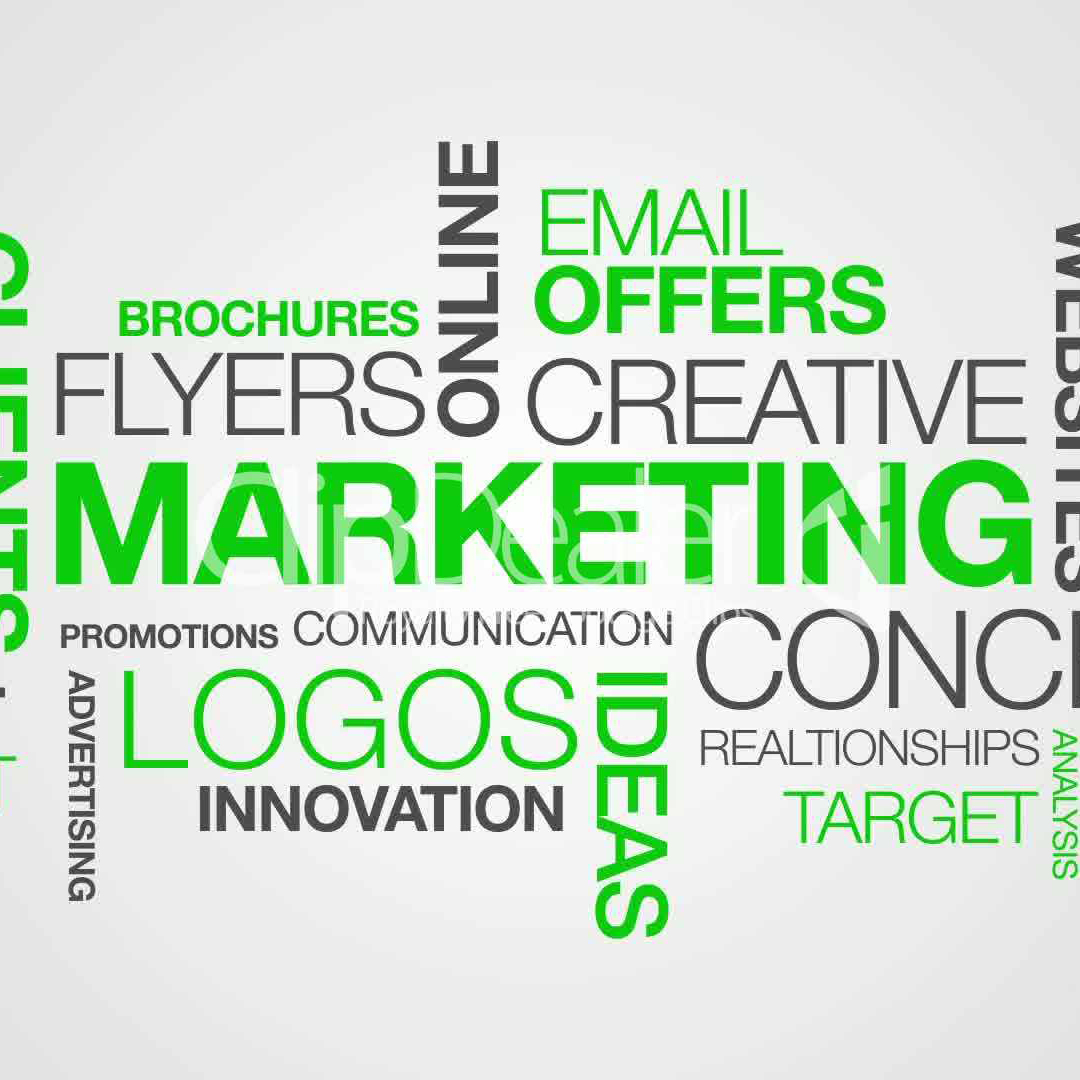 ONLINE
EMAIL
OFFERS
CLIENTS
WEBSITES
BROCHURES
FLYERS
CREATIVE
MARKETING
ClipDealer
PROMOTIONS
COMMUNICATION
CONCE
ADVERTISING
LOGOS
IDEAS
REALTIONSHIPS
ANALYSIS
INNOVATION
TARGET